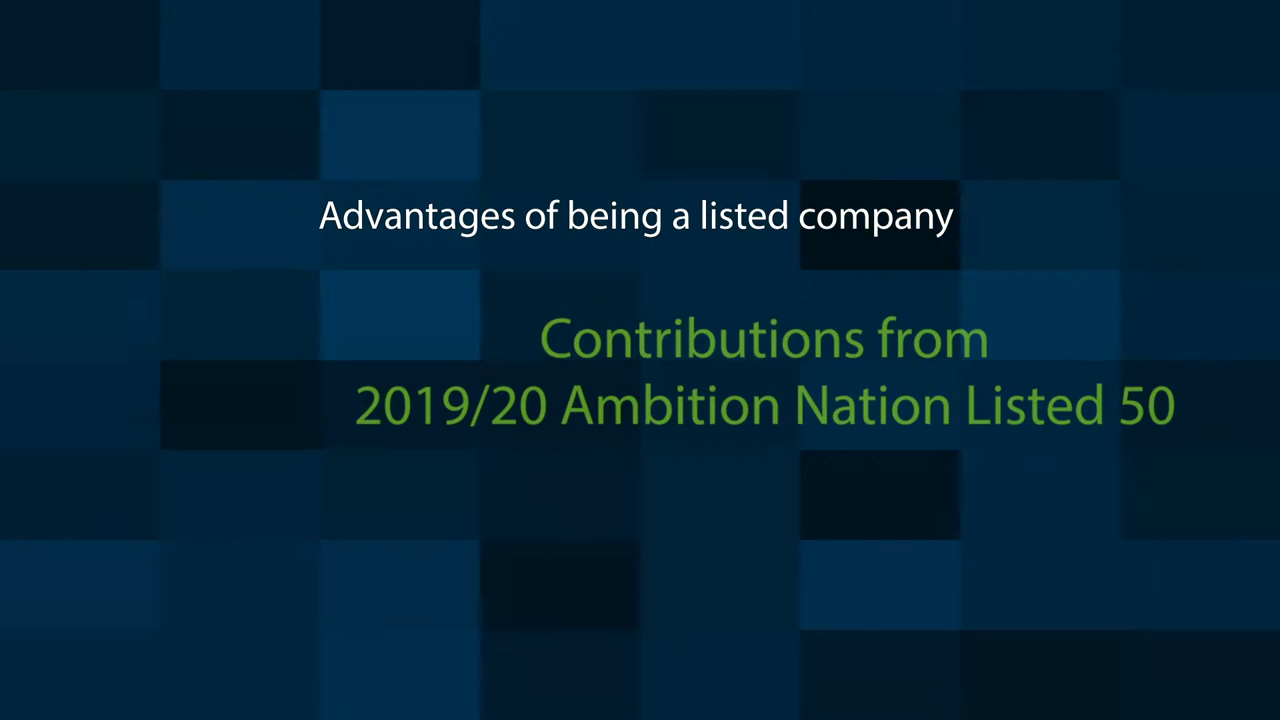 Advantages of being a listed company
Contributions from
2019/20 Ambition Nation Listed 50